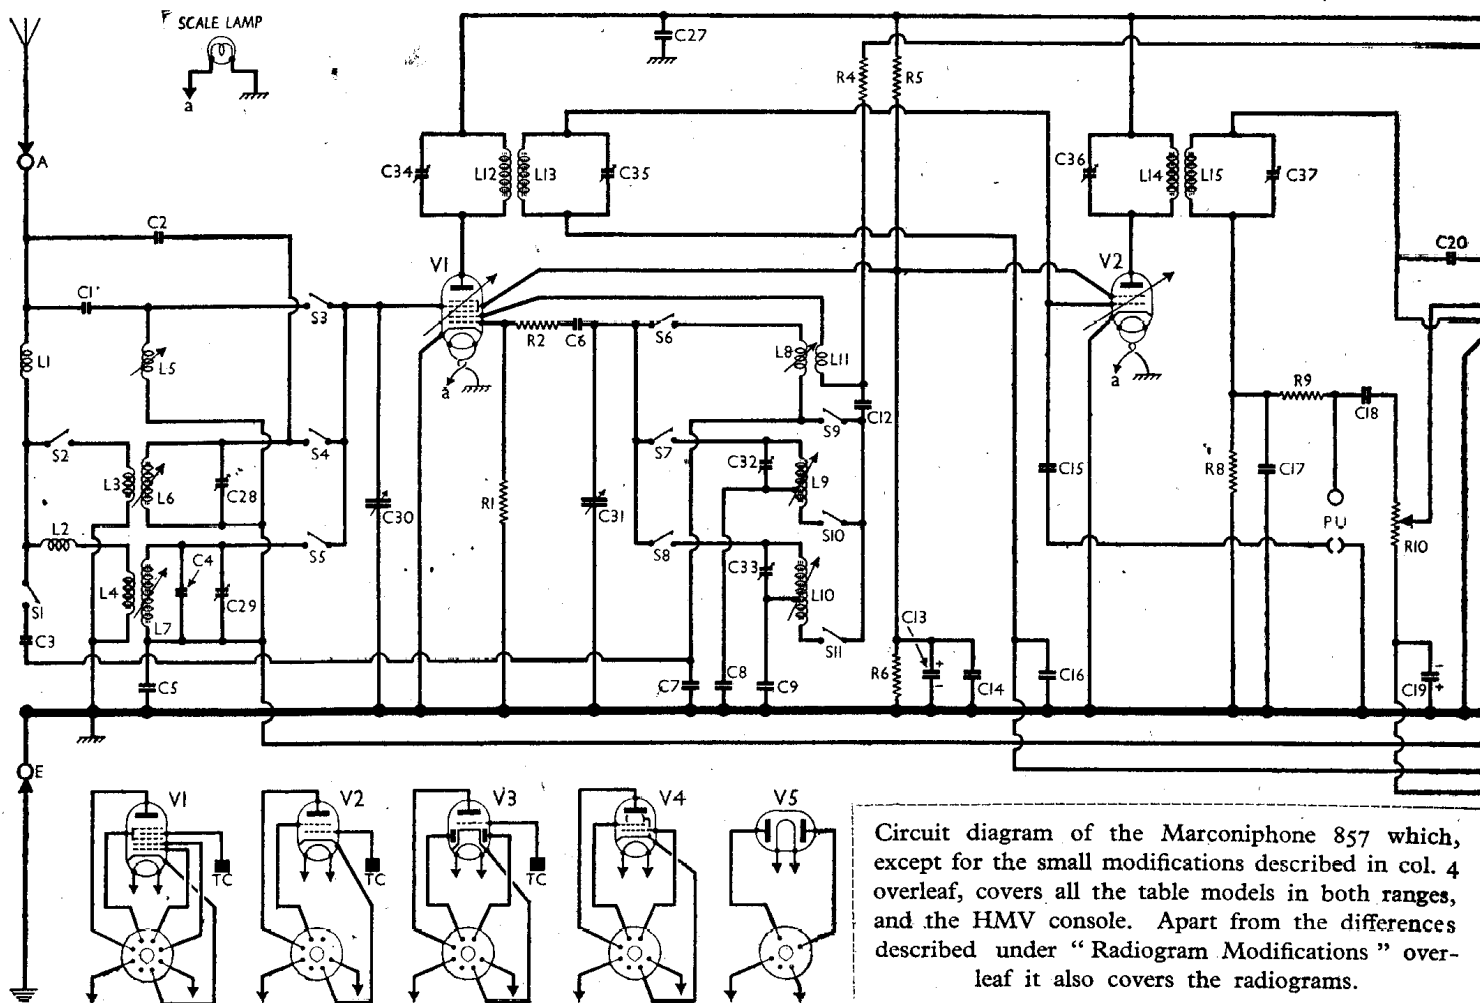 SCALE LAMP
a
C27
R4
R5
A
C34
L12
L13
C35
C36
L14
L15
C37
C2
C20
V1
V2
C1
S3
L1
L5
R2
C6
S6
L8
L11
a
a
R9
C12
C18
S2
S4
S9
L3
L6
C28
S7
C32
L9
C30
R1
C31
C15
R8
C17
PU
L2
C4
S5
S10
S8
R10
L4
C29
C33
L10
S1
L7
C13
C3
S11
C5
C7
C8
C9
R6
+
-
C14
C16
C19
-
+
E
V1
V2
V3
V4
V5
TC
TC
TC
Circuit diagram of the Marconiphone 857 which,
except for the small modifications described in col. 4
overleaf, covers all the table models in both ranges,
and the HMV console. Apart from the differences
described under “ Radiogram Modifications ” over-
leaf it also covers the radiograms.